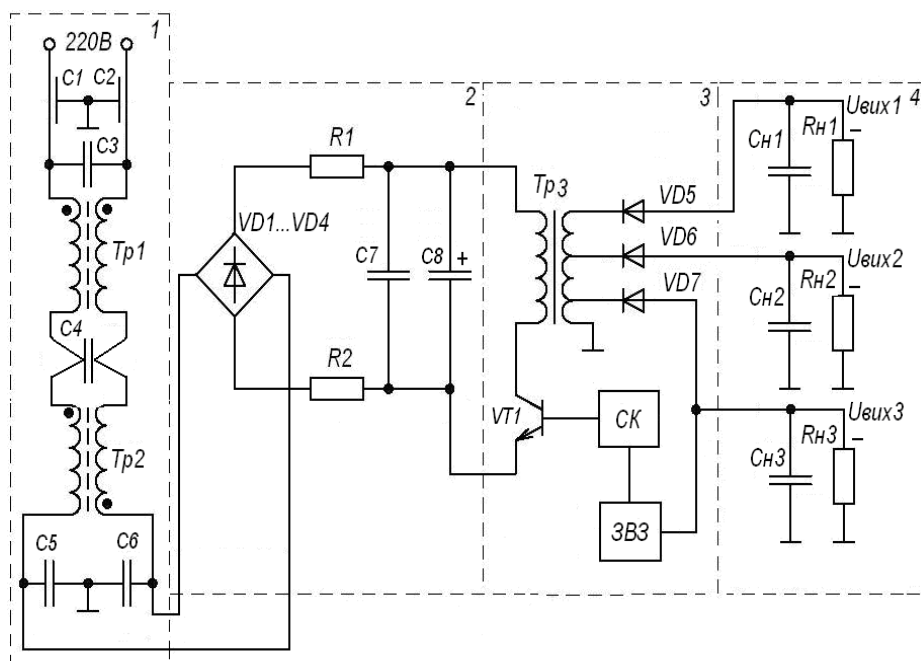 1
220В
С1
С2
С3
Тр1
С4
Тр2
С5
С6
2
R1
VD1...VD4
С7
С8
+
R2
3
Тр3
VD5
VD6
VD7
VT1
СК
ЗВЗ
4
Uвих1
–
Rн1
Сн1
Uвих2
–
Rн2
Сн2
Uвих3
–
Rн3
Сн3